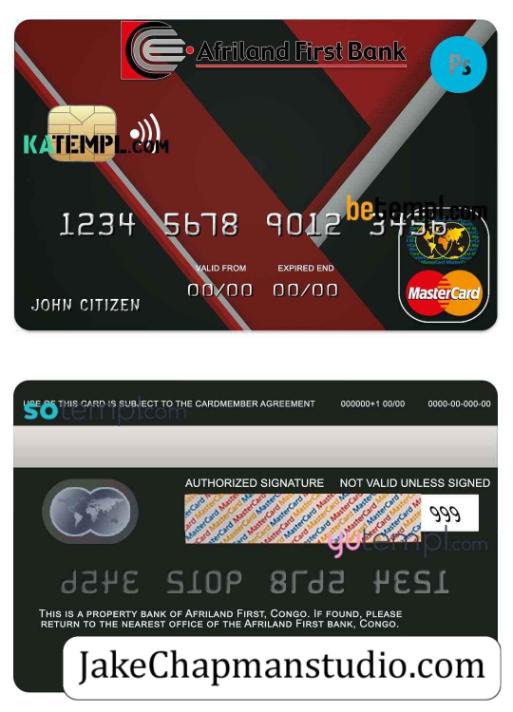 Afriland First Bank
Ps
KATEMPL.COM
1234 5678 9012 3456
betempl.com
VALID FROM EXPIRED END
00/00 00/00
MasterCard
JOHN CITIZEN
USE OF THIS CARD IS SUBJECT TO THE CARDMEMBER AGREEMENT 000000+1 00/00 0000-00-000-00
sotempl.com
AUTHORIZED SIGNATURE NOT VALID UNLESS SIGNED
MasterCard
999
gotempl.com
THIS IS A PROPERTY BANK OF AFRILAND FIRST, CONGO. IF FOUND, PLEASE
RETURN TO THE NEAREST OFFICE OF THE AFRILAND FIRST BANK, CONGO.
JakeChapmanstudio.com